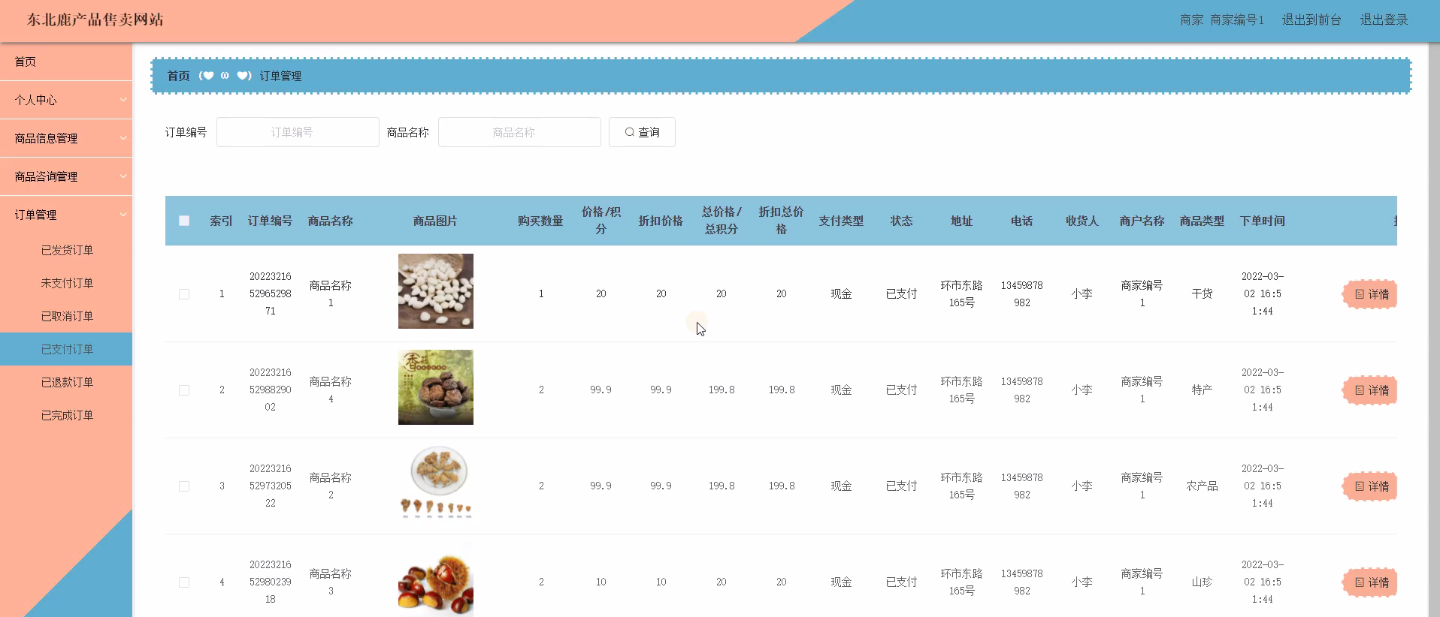 东北鹿产品售卖网站
商家 商家编号1 退出到前台 退出登录
首页
个人中心
商品信息管理
商品咨询管理
订单管理
已发货订单
未支付订单
已取消订单
已支付订单
已退款订单
已完成订单
首页 订单管理
订单编号 订单编号 商品名称 商品名称 查询
索引 订单编号 商品名称 商品图片 购买数量 价格/积分 折扣价格 总价格/总积分 折扣总价格 支付类型 状态 地址 电话 收货人 商户名称 商品类型 下单时间
1 202232165296529871 商品名称1 1 20 20 20 20 现金 已支付 环市东路165号 13459878982 小李 商家编号1 干货 2022-03-02 16:51:44 详情
2 202232165298829002 商品名称4 2 99.9 99.9 199.8 199.8 现金 已支付 环市东路165号 13459878982 小李 商家编号1 特产 2022-03-02 16:51:44 详情
3 202232165297320522 商品名称2 2 99.9 99.9 199.8 199.8 现金 已支付 环市东路165号 13459878982 小李 商家编号1 农产品 2022-03-02 16:51:44 详情
4 202232165298023918 商品名称3 2 10 10 20 20 现金 已支付 环市东路165号 13459878982 小李 商家编号1 山珍 2022-03-02 16:51:44 详情